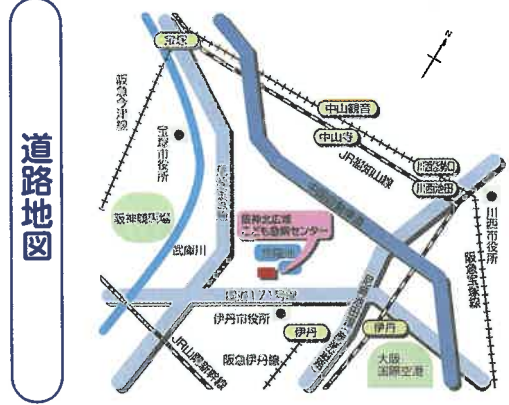 道路地図
宝塚
N
阪急今津線
宝塚市役所
中山観音
中山寺
JR福知山線
川西能勢口
川西池田
川西市役所
阪急宝塚線
阪神競馬場
武庫川
阪神北広域
こども急病センター
国道171号線
伊丹市役所
伊丹
伊丹
JR山陽新幹線
阪急伊丹線
大阪
国際空港